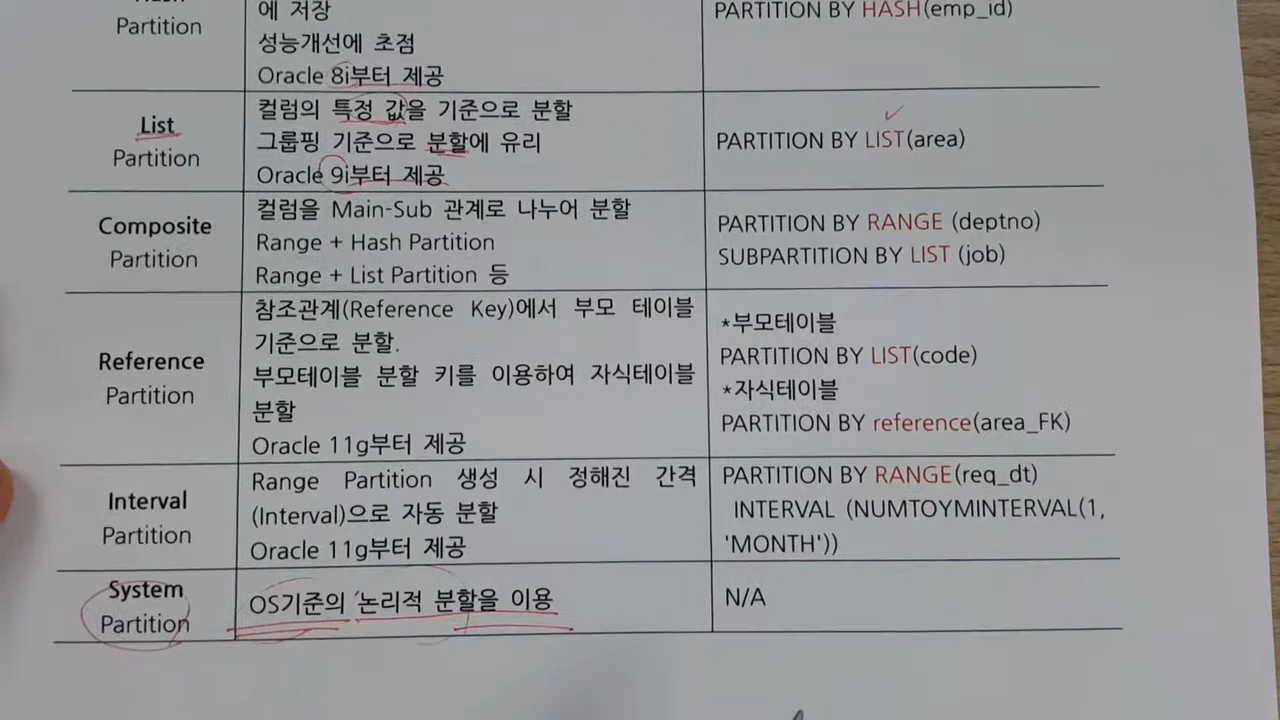 Partition
에 저장
성능개선에 초점
Oracle 8i부터 제공
PARTITION BY HASH(emp_id)
List
Partition
컬럼의 특정 값을 기준으로 분할
그룹핑 기준으로 분할에 유리
Oracle 9i부터 제공
PARTITION BY LIST(area)
Composite
Partition
컬럼을 Main-Sub 관계로 나누어 분할
Range + Hash Partition
Range + List Partition 등
PARTITION BY RANGE (deptno)
SUBPARTITION BY LIST (job)
Reference
Partition
참조관계(Reference Key)에서 부모 테이블
기준으로 분할.
부모테이블 분할 키를 이용하여 자식테이블
분할
Oracle 11g부터 제공
*부모테이블
PARTITION BY LIST(code)
*자식테이블
PARTITION BY reference(area_FK)
Interval
Partition
Range Partition 생성 시 정해진 간격
(Interval)으로 자동 분할
Oracle 11g부터 제공
PARTITION BY RANGE(req_dt)
INTERVAL (NUMTOYMINTERVAL(1,
'MONTH'))
System
Partition
OS기준의 논리적 분할을 이용
N/A